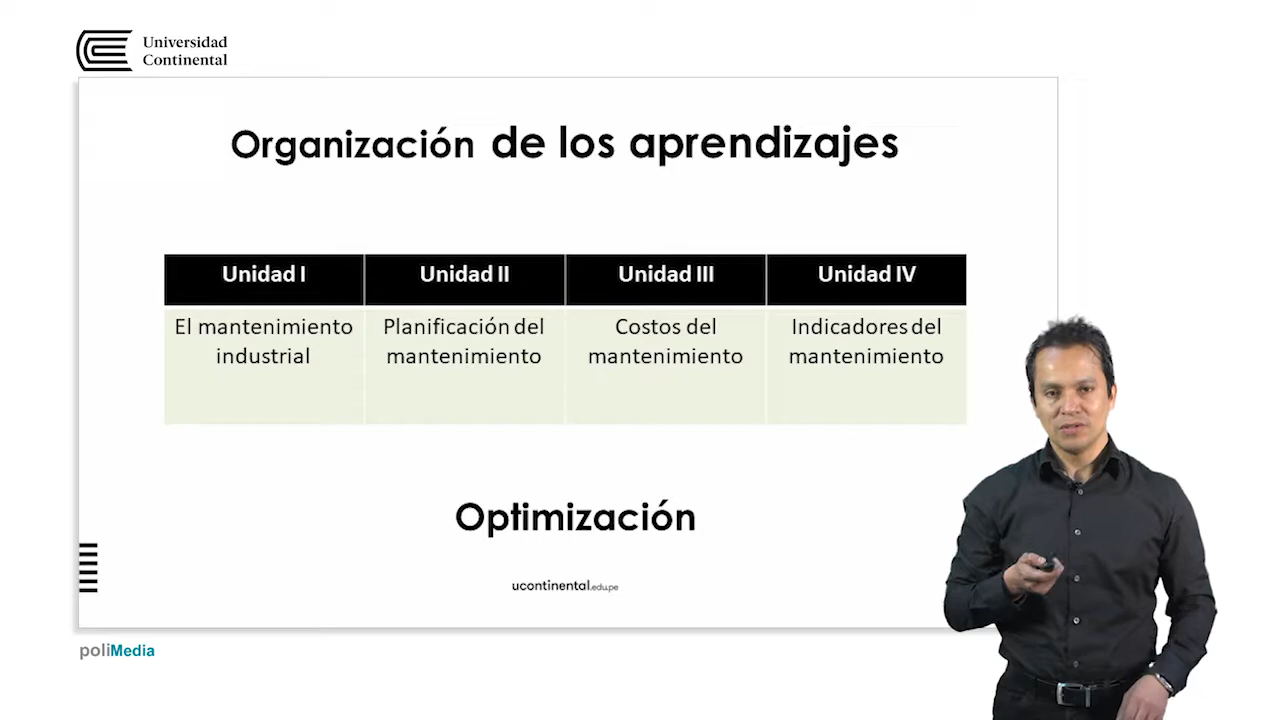 Universidad
Continental
Organización de los aprendizajes
Unidad I
Unidad II
Unidad III
Unidad IV
El mantenimiento
industrial
Planificación del
mantenimiento
Costos del
mantenimiento
Indicadores del
mantenimiento
Optimización
ucontinental.edu.pe
poliMedia